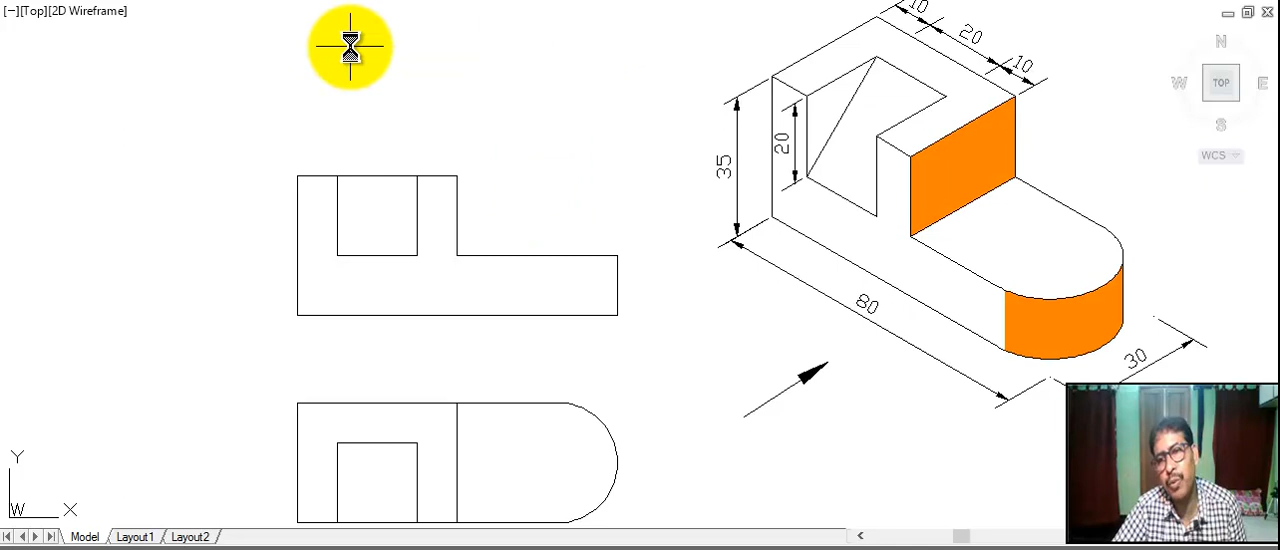 [−][Top][2D Wireframe]
10
20
10
N
W TOP E
S
WCS
35
20
80
30
Y
W X
Model Layout1 Layout2